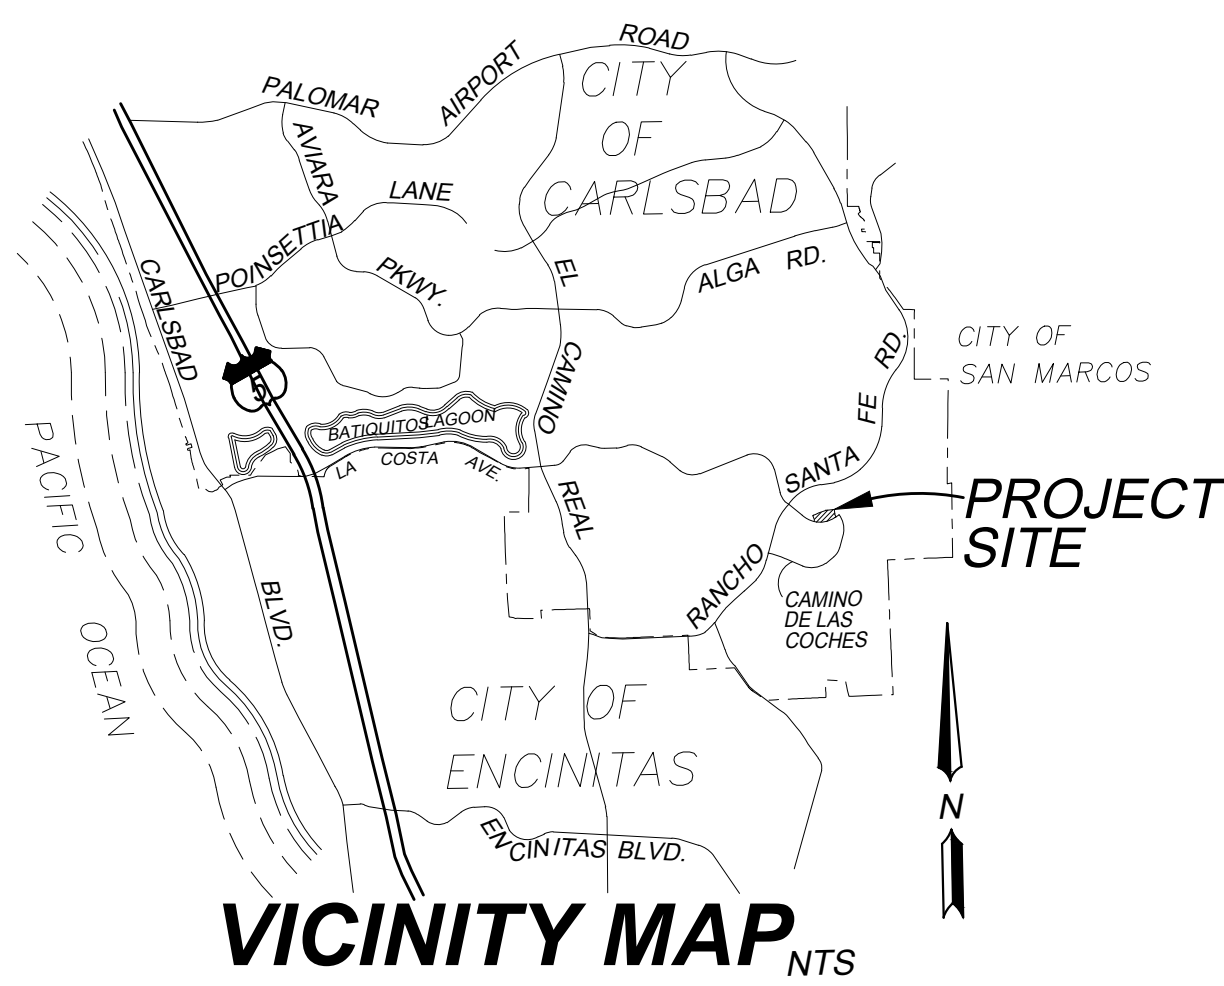 ROAD
AIRPORT
PALOMAR
CITY
OF
CARLSBAD
AVIARA
LANE
POINSETTIA
PKWY.
EL
ALGA RD.
CARLSBAD
CITY OF
SAN MARCOS
RD.
FE
CAMINO
5
BATIQUITOS LAGOON
LA COSTA AVE.
SANTA
PROJECT
SITE
PACIFIC
REAL
RANCHO
BLVD.
CAMINO
DE LAS
COCHES
OCEAN
CITY OF
ENCINITAS
N
ENCINITAS BLVD.
VICINITY MAP
NTS